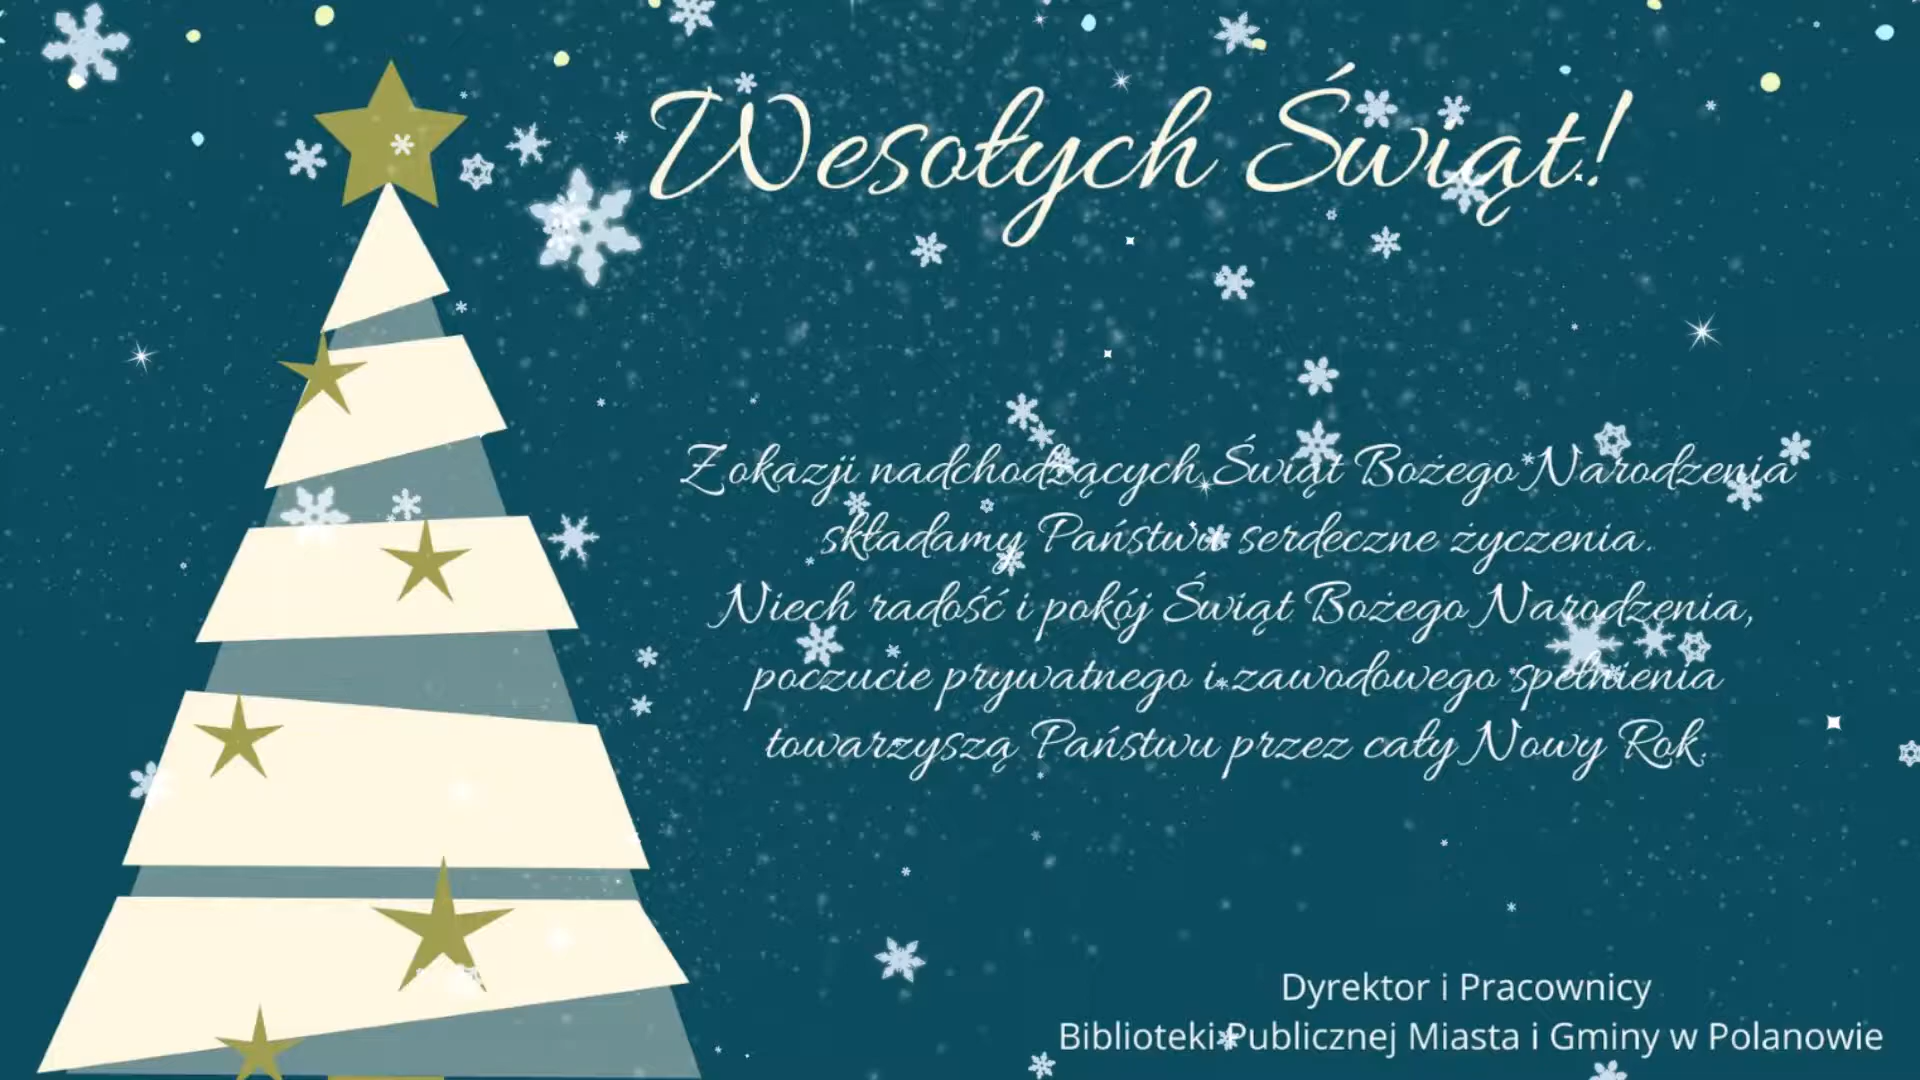 Wesołych Świąt!
Z okazji nadchodzących Świąt Bożego Narodzenia
składamy Państwu serdeczne życzenia.
Niech radość i pokój Świąt Bożego Narodzenia,
poczucie prywatnego i zawodowego spełnienia
towarzyszą Państwu przez cały Nowy Rok.
Dyrektor i Pracownicy
Biblioteki Publicznej Miasta i Gminy w Polanowie